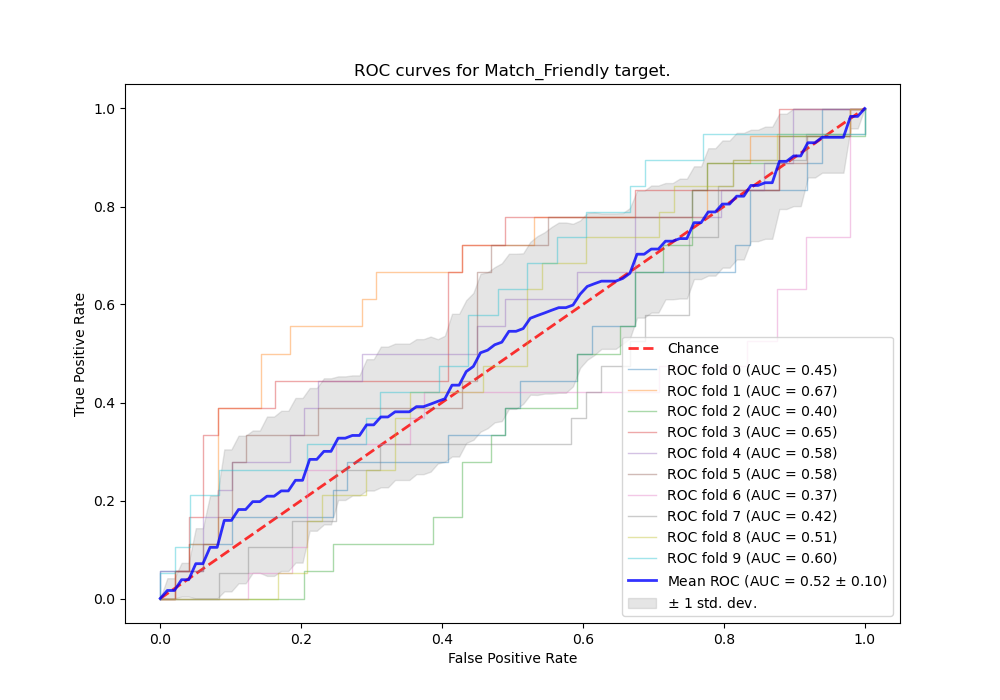 ROC curves for Match_Friendly target.
1.0
0.8
0.6
0.4
0.2
0.0
True Positive Rate
0.0 0.2 0.4 0.6 0.8 1.0
False Positive Rate
Chance
ROC fold 0 (AUC = 0.45)
ROC fold 1 (AUC = 0.67)
ROC fold 2 (AUC = 0.40)
ROC fold 3 (AUC = 0.65)
ROC fold 4 (AUC = 0.58)
ROC fold 5 (AUC = 0.58)
ROC fold 6 (AUC = 0.37)
ROC fold 7 (AUC = 0.42)
ROC fold 8 (AUC = 0.51)
ROC fold 9 (AUC = 0.60)
Mean ROC (AUC = 0.52 ± 0.10)
± 1 std. dev.